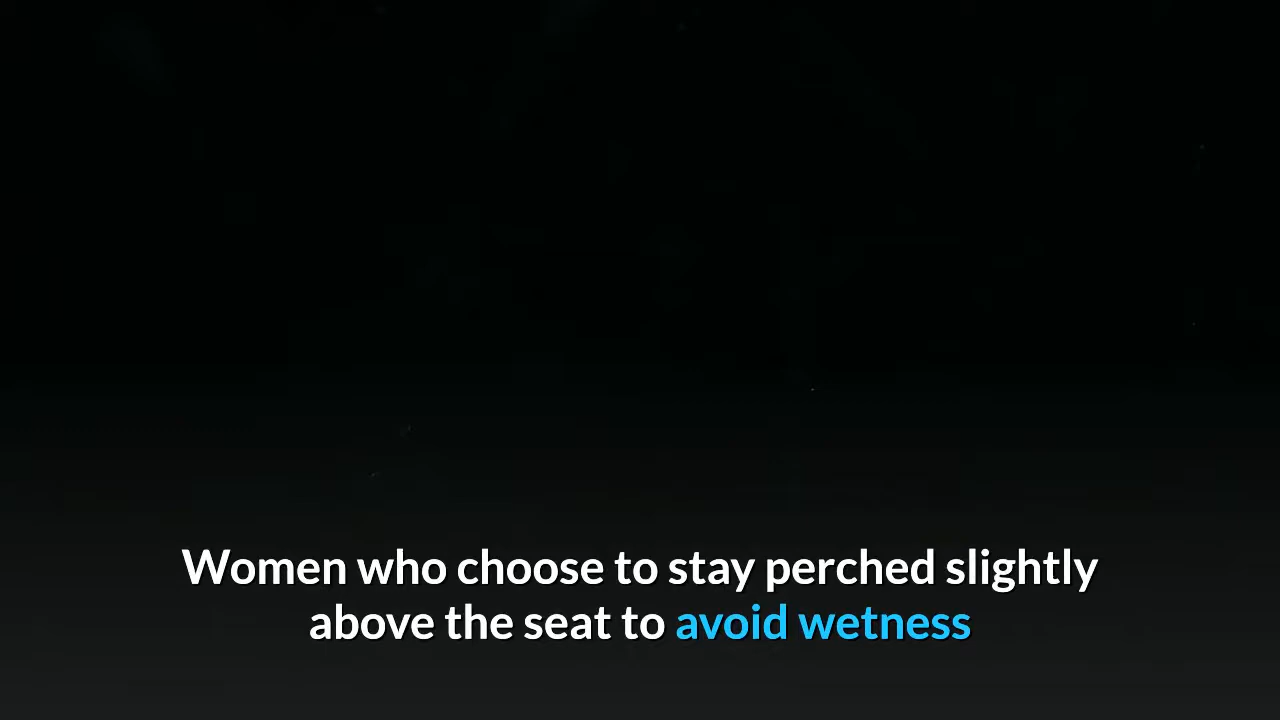 Women who choose to stay perched slightly
above the seat to avoid wetness